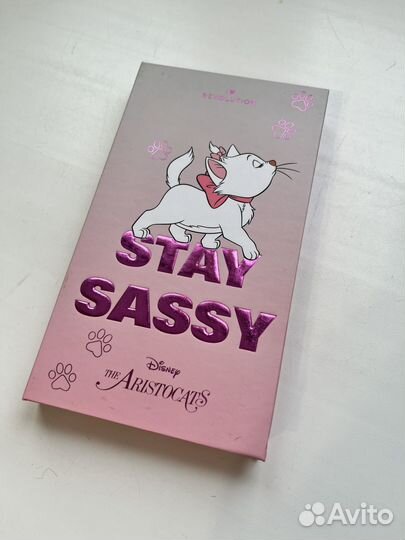 I ♥
REVOLUTION
STAY
SASSY
Disney
THE ARISTOCATS
Avito